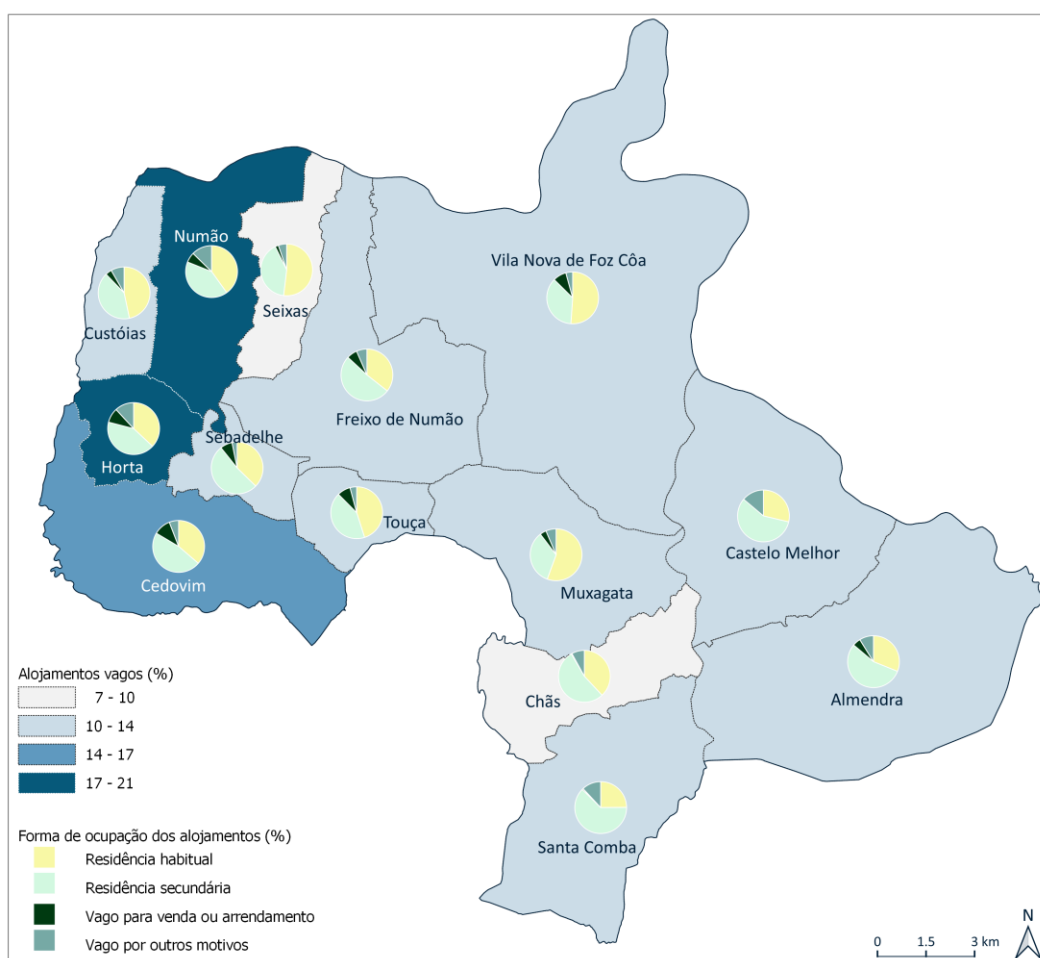 Numão
Vila Nova de Foz Côa
Seixas
Custóias
Freixo de Numão
Sebadelhe
Horta
Touça
Castelo Melhor
Cedovim
Muxagata
Chãs
Almendra
Santa Comba
Alojamentos vagos (%)
7 - 10
10 - 14
14 - 17
17 - 21
Forma de ocupação dos alojamentos (%)
Residência habitual
Residência secundária
Vago para venda ou arrendamento
Vago por outros motivos
N
0 1.5 3 km